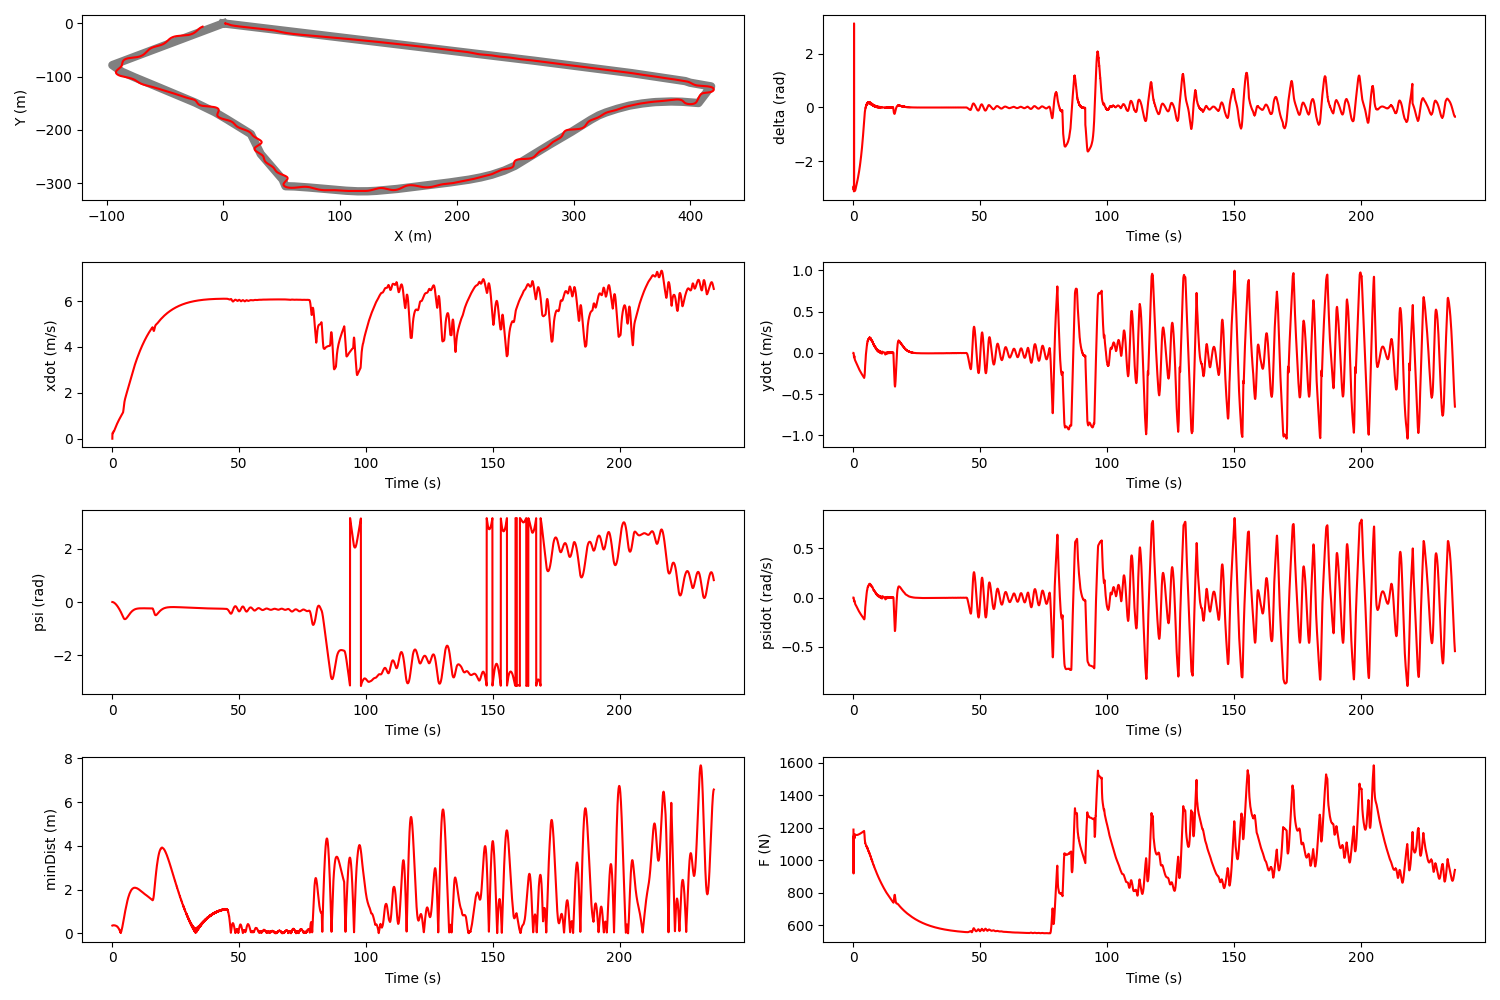 0
−100
−200
−300
Y (m)
−100 0 100 200 300 400
X (m)
2
0
−2
delta (rad)
0 50 100 150 200
Time (s)
6
4
2
0
xdot (m/s)
0 50 100 150 200
Time (s)
1.0
0.5
0.0
−0.5
−1.0
ydot (m/s)
0 50 100 150 200
Time (s)
2
0
−2
psi (rad)
0 50 100 150 200
Time (s)
0.5
0.0
−0.5
psidot (rad/s)
0 50 100 150 200
Time (s)
8
6
4
2
0
minDist (m)
0 50 100 150 200
Time (s)
1600
1400
1200
1000
800
600
F (N)
0 50 100 150 200
Time (s)